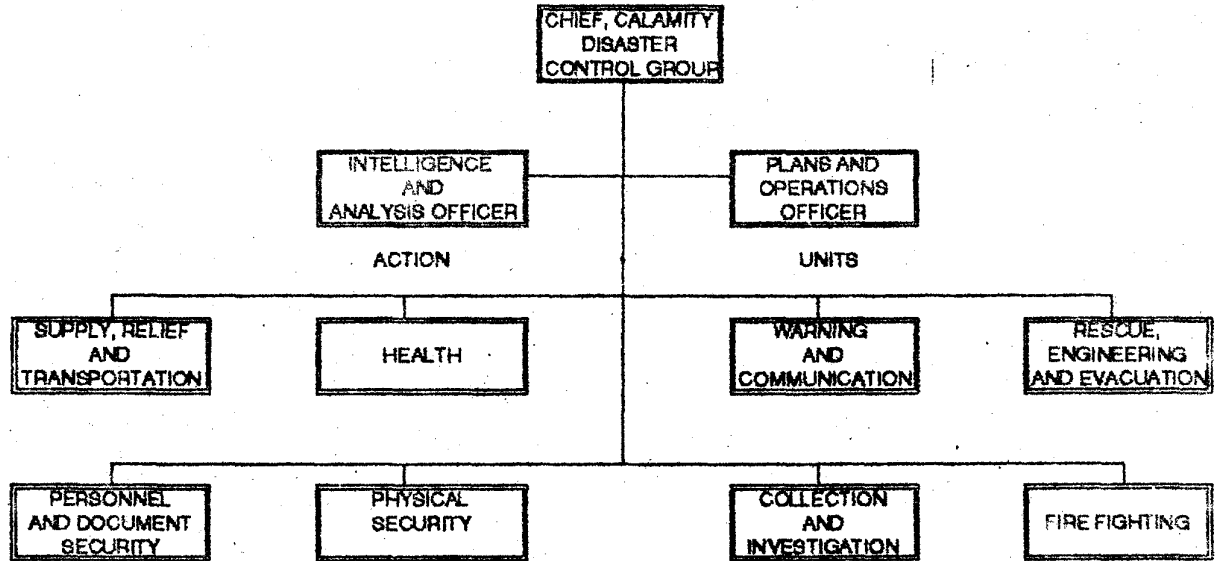 CHIEF, CALAMITY
DISASTER
CONTROL GROUP
INTELLIGENCE
AND
ANALYSIS OFFICER
PLANS AND
OPERATIONS
OFFICER
ACTION
UNITS
SUPPLY, RELIEF
AND
TRANSPORTATION
HEALTH
WARNING
AND
COMMUNICATION
RESCUE,
ENGINEERING
AND EVACUATION
PERSONNEL
AND DOCUMENT
SECURITY
PHYSICAL
SECURITY
COLLECTION
AND
INVESTIGATION
FIRE FIGHTING